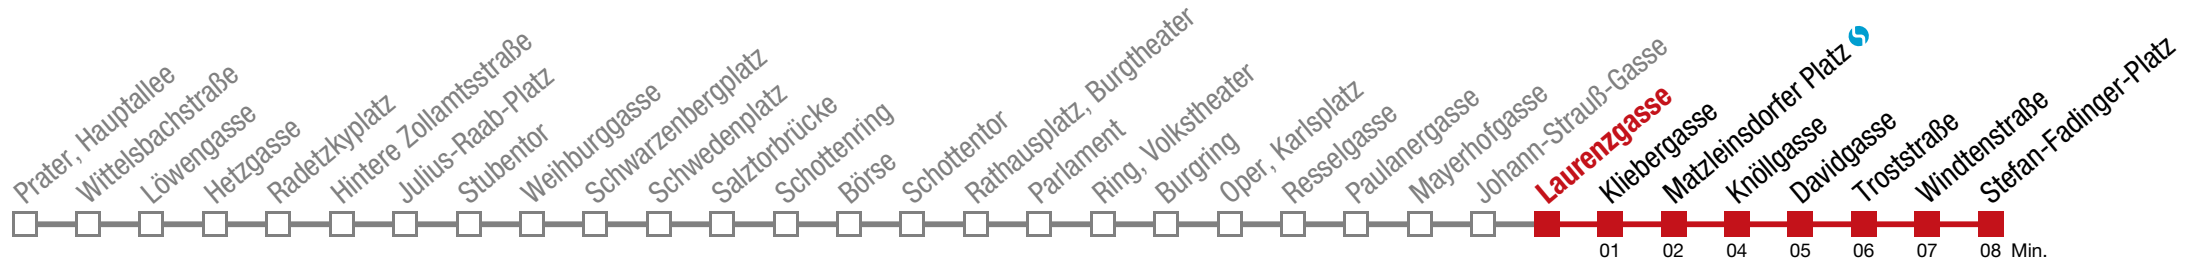 Prater, Hauptallee
Wittelsbachstraße
Löwengasse
Hetzgasse
Radetzkyplatz
Hintere Zollamtsstraße
Julius-Raab-Platz
Stubentor
Weihburggasse
Schwarzenbergplatz
Schwedenplatz
Salztorbrücke
Schottenring
Börse
Schottentor
Rathausplatz, Burgtheater
Parlament
Ring, Volkstheater
Burgring
Oper, Karlsplatz
Resselgasse
Paulanergasse
Mayerhofgasse
Johann-Strauß-Gasse
Laurenzgasse
Kliebergasse
Matzleinsdorfer Platz
Knöllgasse
Davidgasse
Troststraße
Windtenstraße
Stefan-Fadinger-Platz
01 02 04 05 06 07 08 Min.